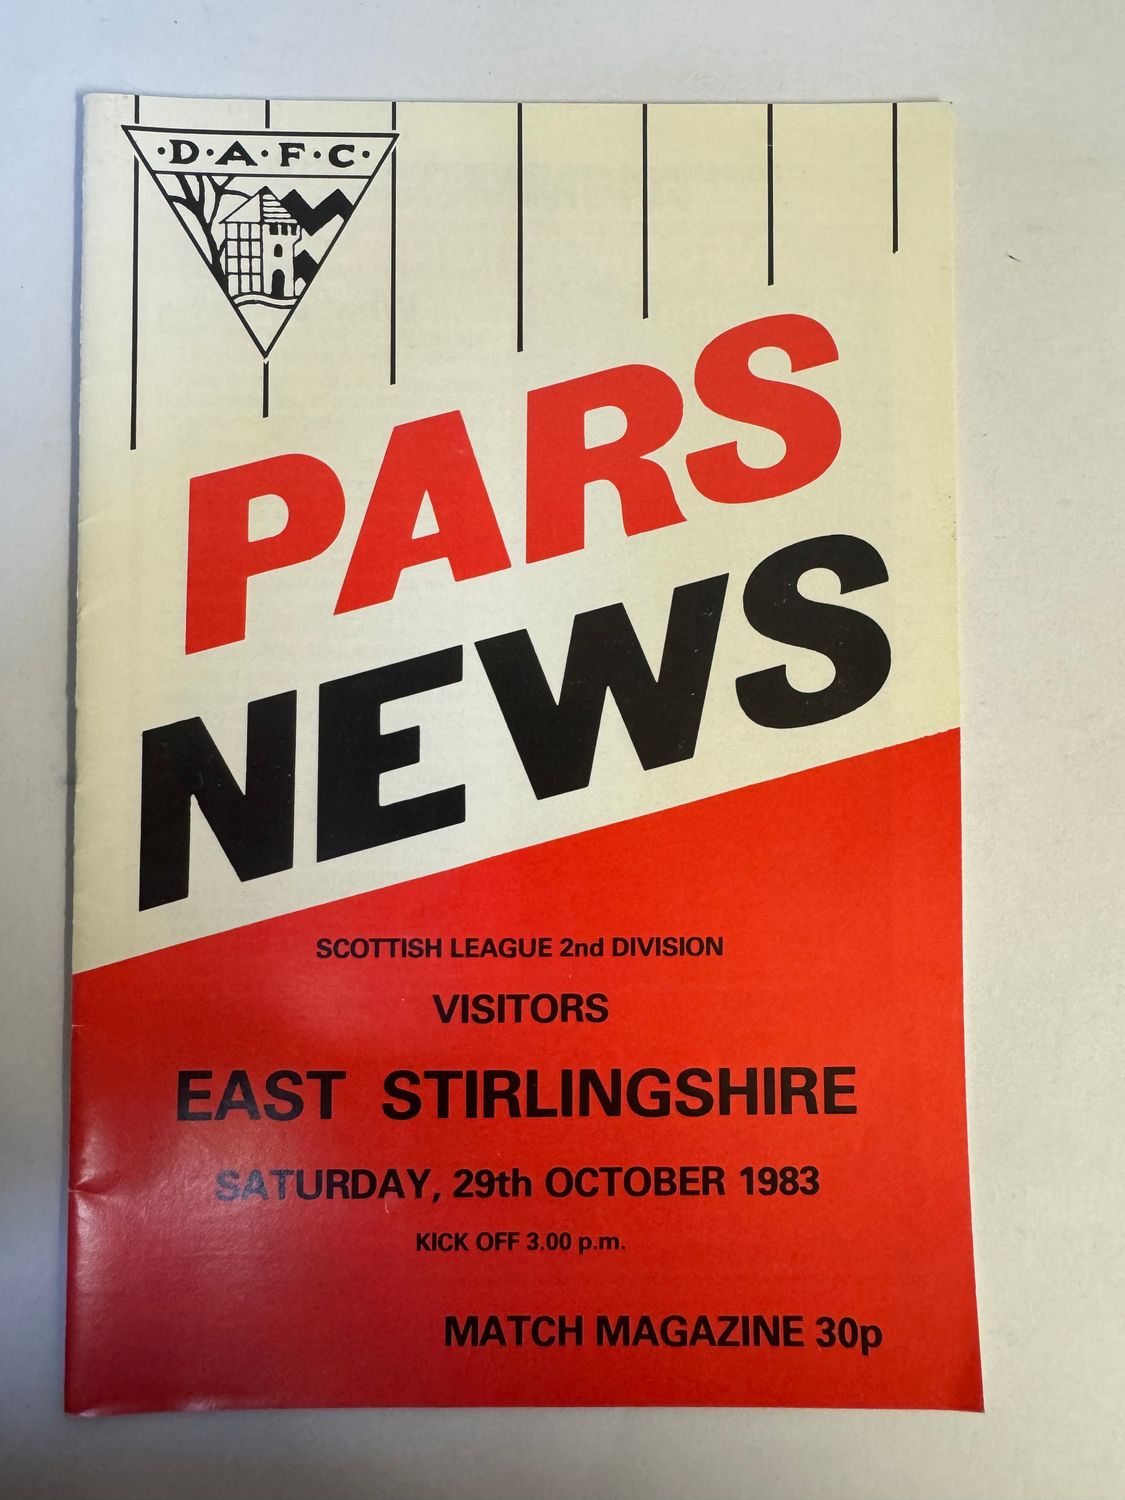 ·D·A·F·C·
PARS
NEWS
SCOTTISH LEAGUE 2nd DIVISION
VISITORS
EAST STIRLINGSHIRE
SATURDAY, 29th OCTOBER 1983
KICK OFF 3.00 p.m.
MATCH MAGAZINE 30p